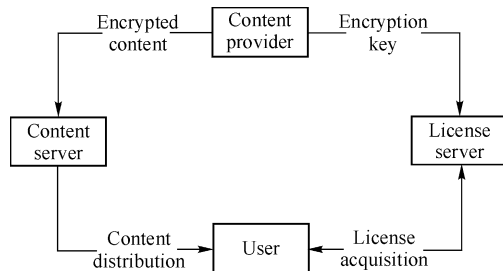 Encrypted
content
Content
provider
Encryption
key
Content
server
License
server
Content
distribution
User
License
acquisition